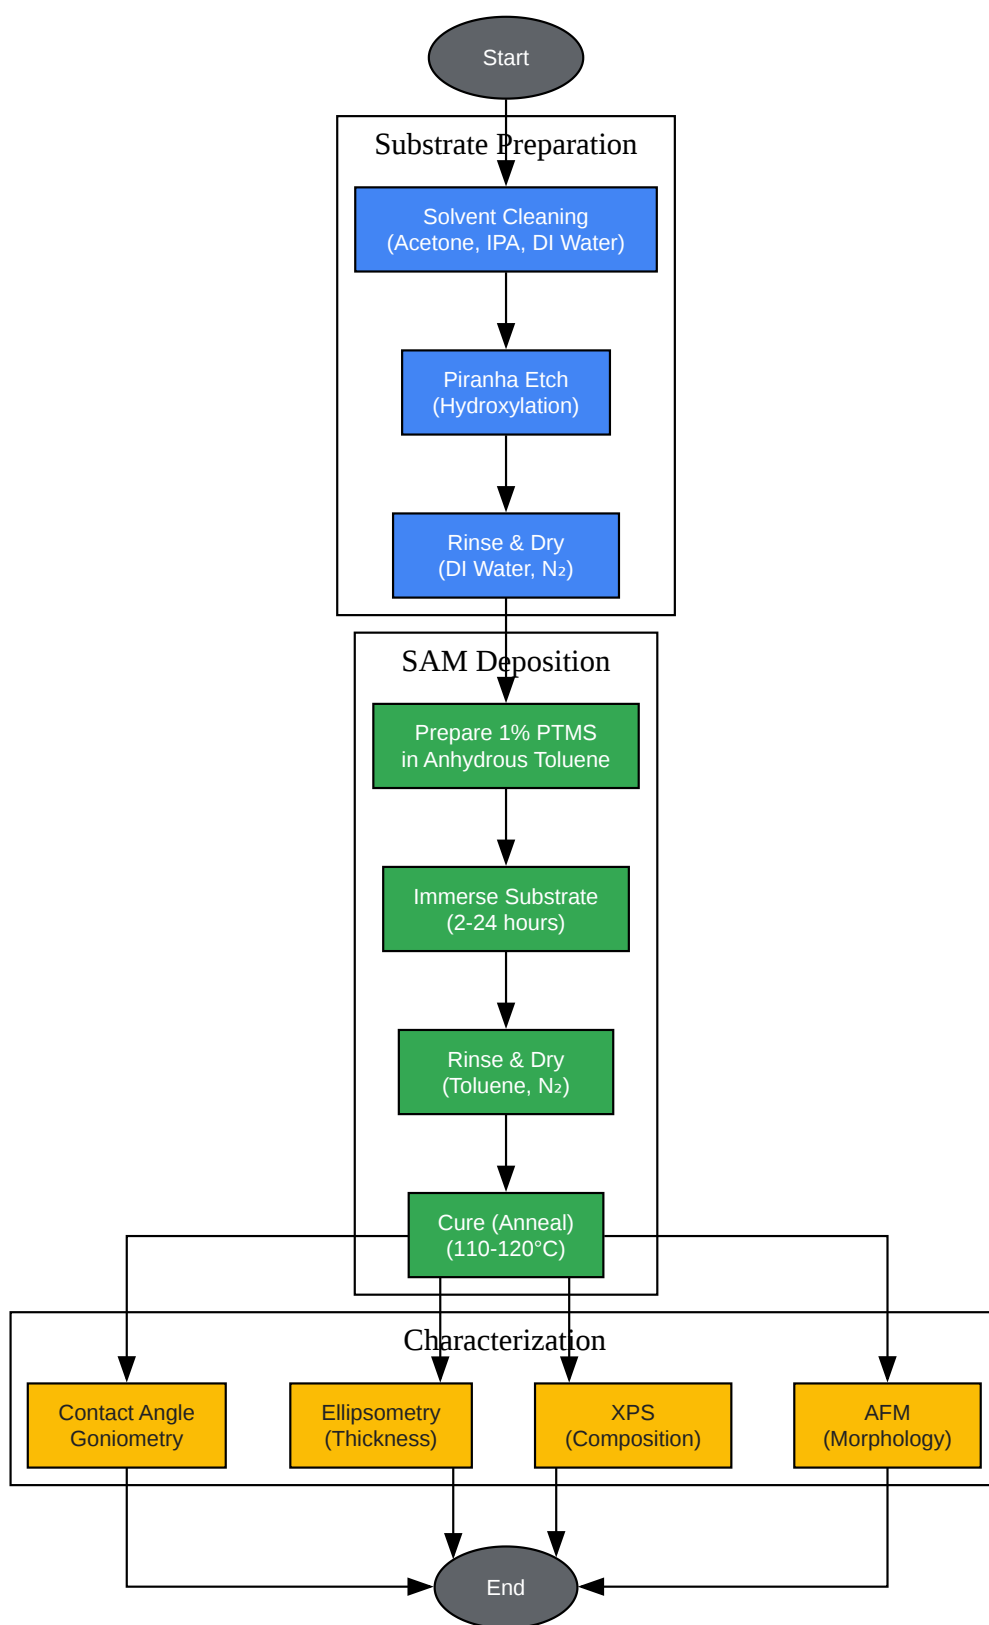 Start
Substrate Preparation
Solvent Cleaning
(Acetone, IPA, DI Water)
Piranha Etch
(Hydroxylation)
Rinse & Dry
(DI Water, N₂)
SAM Deposition
Prepare 1% PTMS
in Anhydrous Toluene
Immerse Substrate
(2-24 hours)
Rinse & Dry
(Toluene, N₂)
Cure (Anneal)
(110-120°C)
Characterization
Contact Angle
Goniometry
Ellipsometry
(Thickness)
XPS
(Composition)
AFM
(Morphology)
End